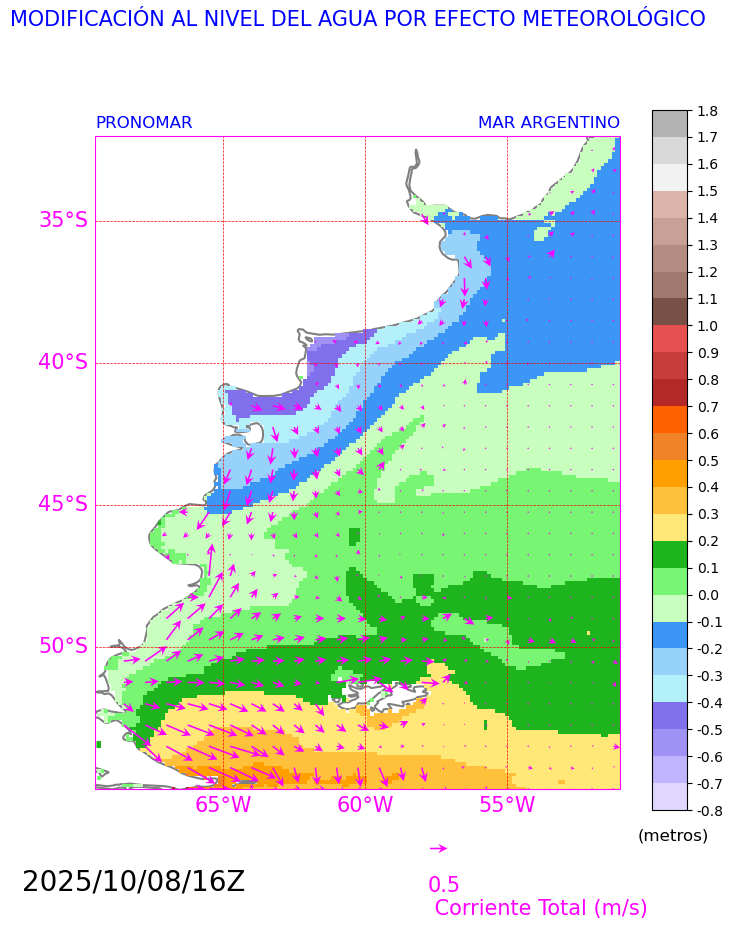 MODIFICACIÓN AL NIVEL DEL AGUA POR EFECTO METEOROLÓGICO
PRONOMAR
MAR ARGENTINO
35°S
40°S
45°S
50°S
65°W
60°W
55°W
1.8
1.7
1.6
1.5
1.4
1.3
1.2
1.1
1.0
0.9
0.8
0.7
0.6
0.5
0.4
0.3
0.2
0.1
0.0
-0.1
-0.2
-0.3
-0.4
-0.5
-0.6
-0.7
-0.8
(metros)
2025/10/08/16Z
0.5
Corriente Total (m/s)